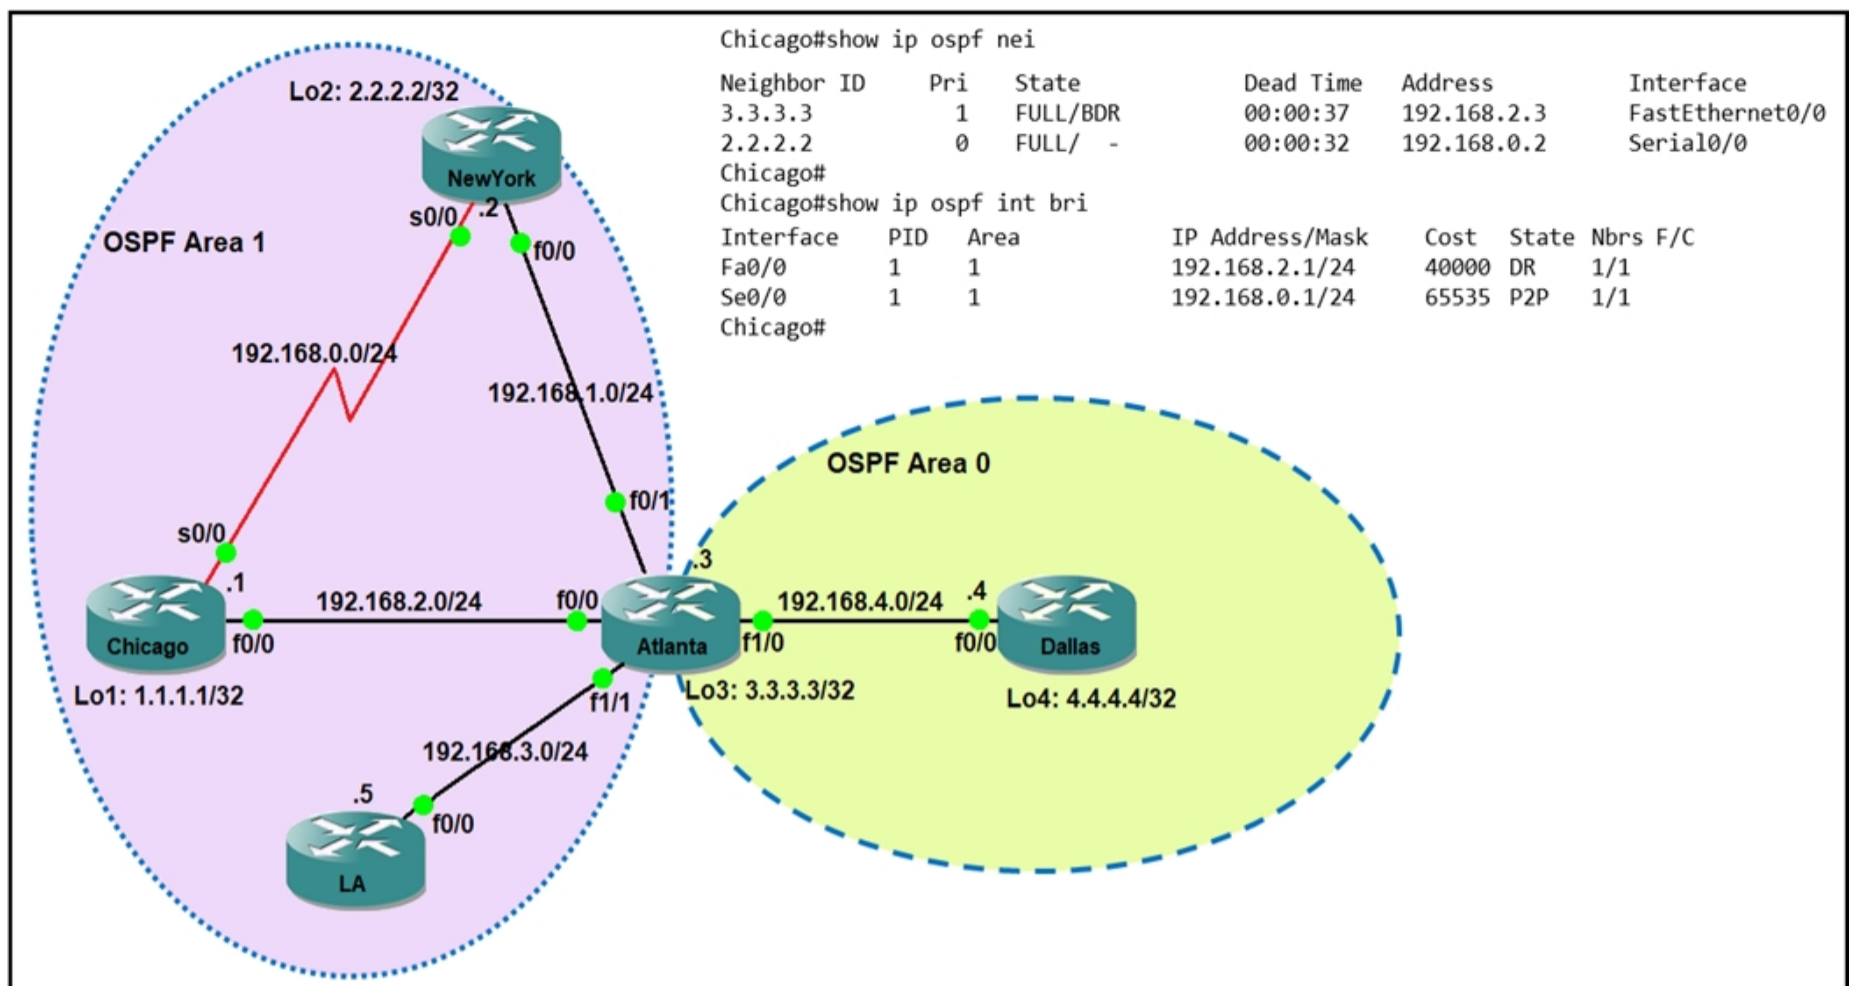 Chicago#show ip ospf nei
Neighbor ID Pri State Dead Time Address Interface
3.3.3.3 1 FULL/BDR 00:00:37 192.168.2.3 FastEthernet0/0
2.2.2.2 0 FULL/ - 00:00:32 192.168.0.2 Serial0/0
Chicago#
Chicago#show ip ospf int bri
Interface PID Area IP Address/Mask Cost State Nbrs F/C
Fa0/0 1 1 192.168.2.1/24 40000 DR 1/1
Se0/0 1 1 192.168.0.1/24 65535 P2P 1/1
Chicago#
Lo2: 2.2.2.2/32
NewYork
s0/0 .2
f0/0
OSPF Area 1
192.168.0.0/24
192.168.1.0/24
OSPF Area 0
f0/1
s0/0
.1
.3
192.168.2.0/24
f0/0
192.168.4.0/24
.4
Chicago
f0/0
Atlanta
f1/0
f0/0
Dallas
Lo1: 1.1.1.1/32
f1/1
Lo3: 3.3.3.3/32
Lo4: 4.4.4.4/32
192.168.3.0/24
.5
f0/0
LA